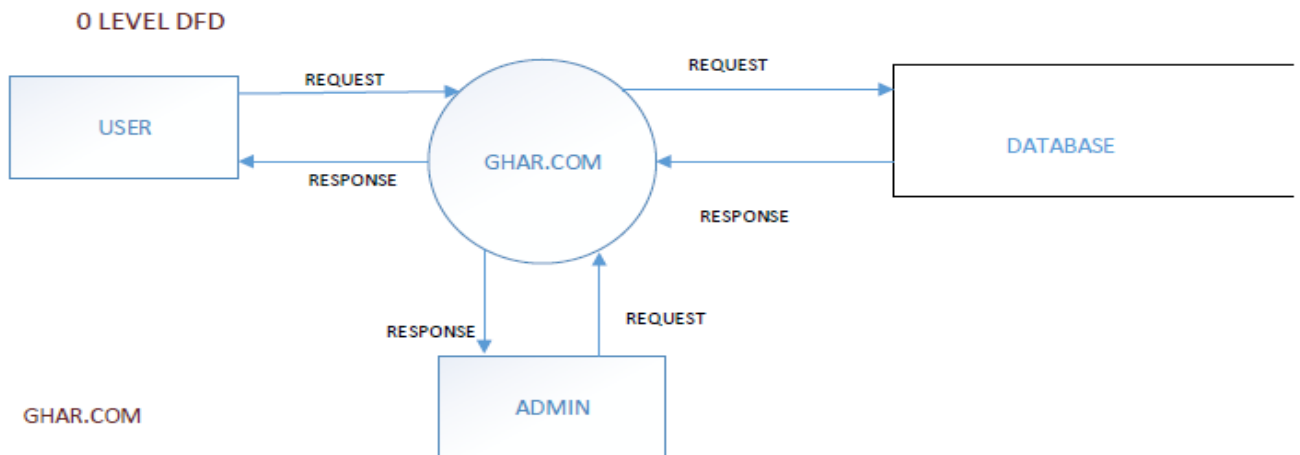 0 LEVEL DFD
REQUEST
REQUEST
USER
GHAR.COM
DATABASE
RESPONSE
RESPONSE
RESPONSE
REQUEST
ADMIN
GHAR.COM